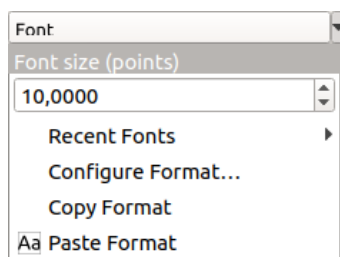 Font
Font size (points)
10,0000
Recent Fonts
Configure Format…
Copy Format
Aa Paste Format